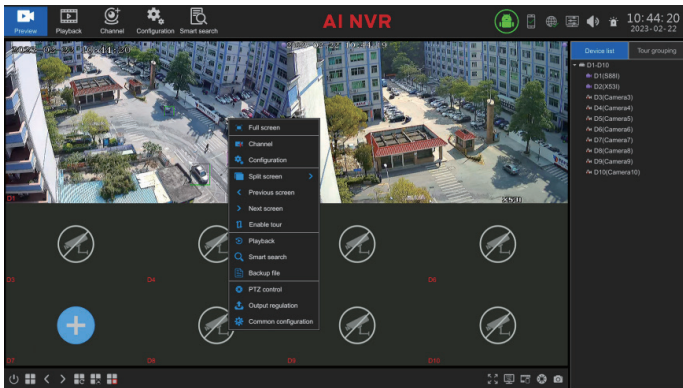 AI NVR
10:44:20
2023-02-22
Preview
Playback
Channel
Configuration
Smart search
Device list
Tour grouping
D1-D10
D1(S88I)
D2(X53I)
D3(Camera3)
D4(Camera4)
D5(Camera5)
D6(Camera6)
D7(Camera7)
D8(Camera8)
D9(Camera9)
D10(Camera10)
Full screen
Channel
Configuration
Split screen
Previous screen
Next screen
Enable tour
Playback
Smart search
Backup file
PTZ control
Output regulation
Common configuration
D1
D3
D4
D6
D7
D8
D9
D10